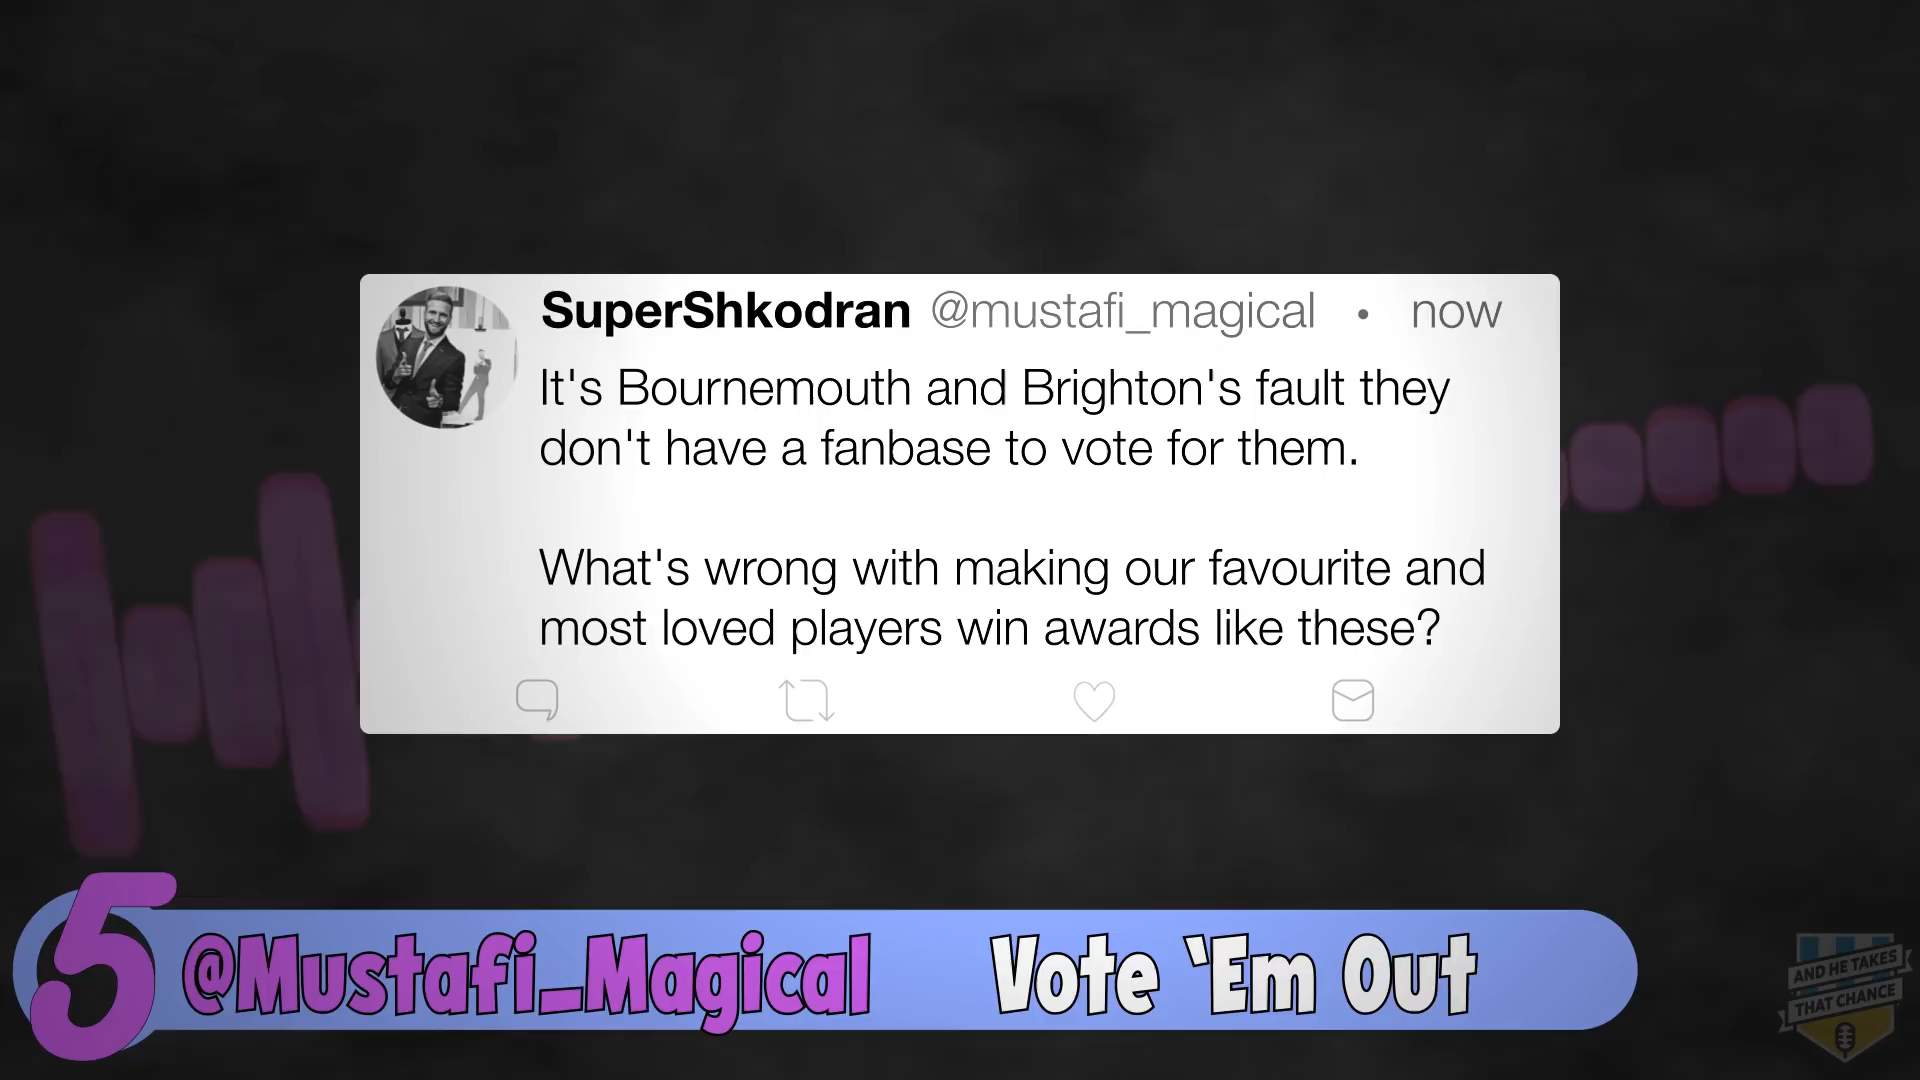 SuperShkodran @mustafi_magical • now
It's Bournemouth and Brighton's fault they
don't have a fanbase to vote for them.
What's wrong with making our favourite and
most loved players win awards like these?
5 @Mustafi_Magical Vote ‘Em Out
AND HE TAKES
THAT CHANCE